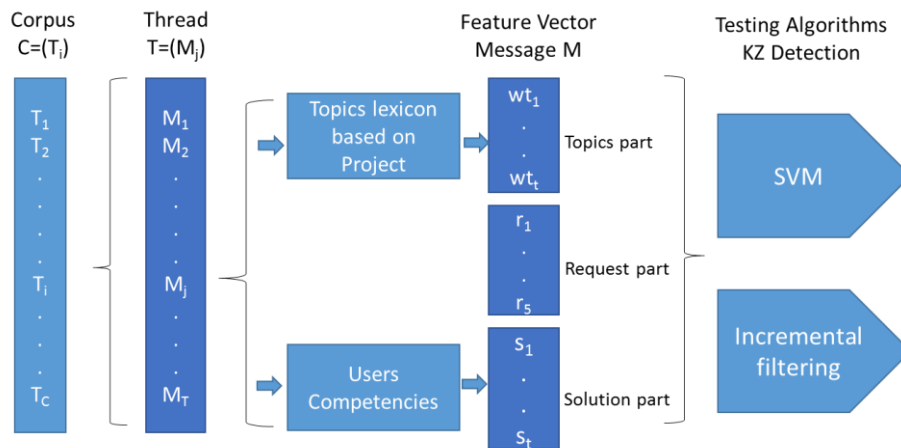 Corpus
C=(Tᵢ)
T₁
T₂
.
.
.
.
Tᵢ
.
.
.
T_C
Thread
T=(Mⱼ)
M₁
M₂
.
.
.
.
Mⱼ
.
.
.
M_T
Topics lexicon
based on
Project
Users
Competencies
Feature Vector
Message M
wt₁
.
.
wtₜ
Topics part
r₁
.
.
r₅
Request part
s₁
.
.
sₜ
Solution part
Testing Algorithms
KZ Detection
SVM
Incremental
filtering